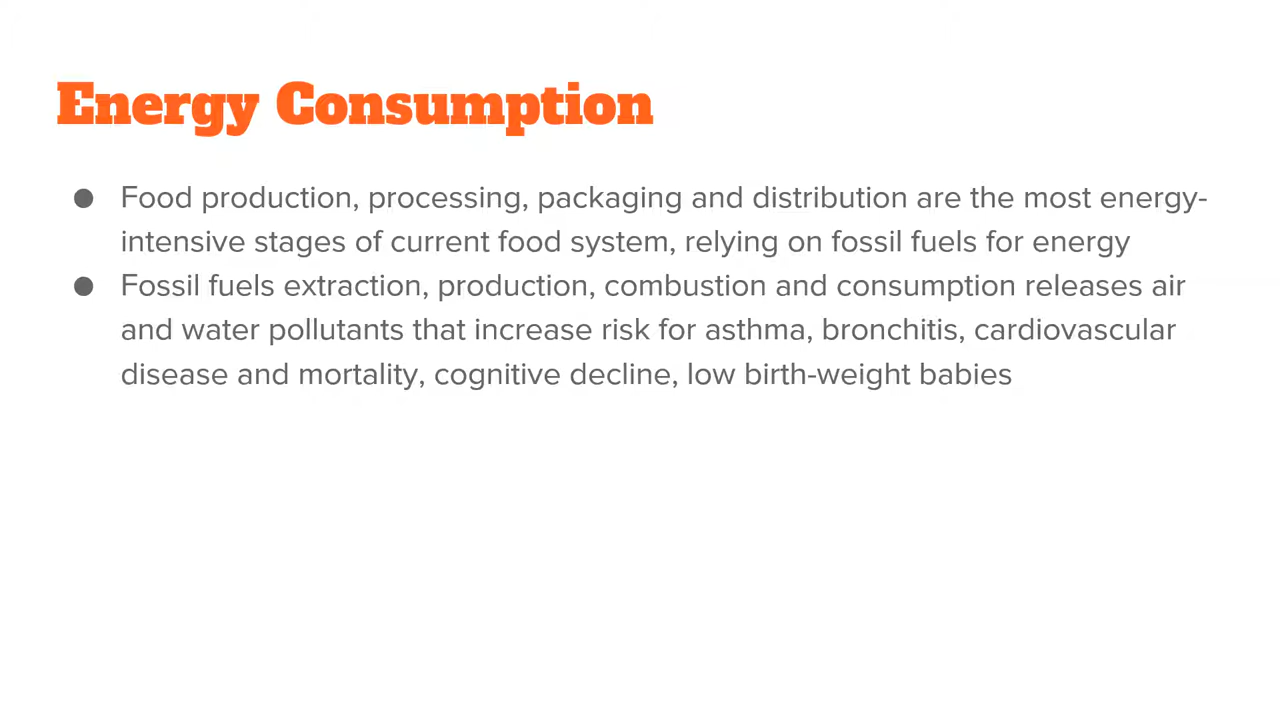 Energy Consumption
● Food production, processing, packaging and distribution are the most energy-
intensive stages of current food system, relying on fossil fuels for energy
● Fossil fuels extraction, production, combustion and consumption releases air
and water pollutants that increase risk for asthma, bronchitis, cardiovascular
disease and mortality, cognitive decline, low birth-weight babies